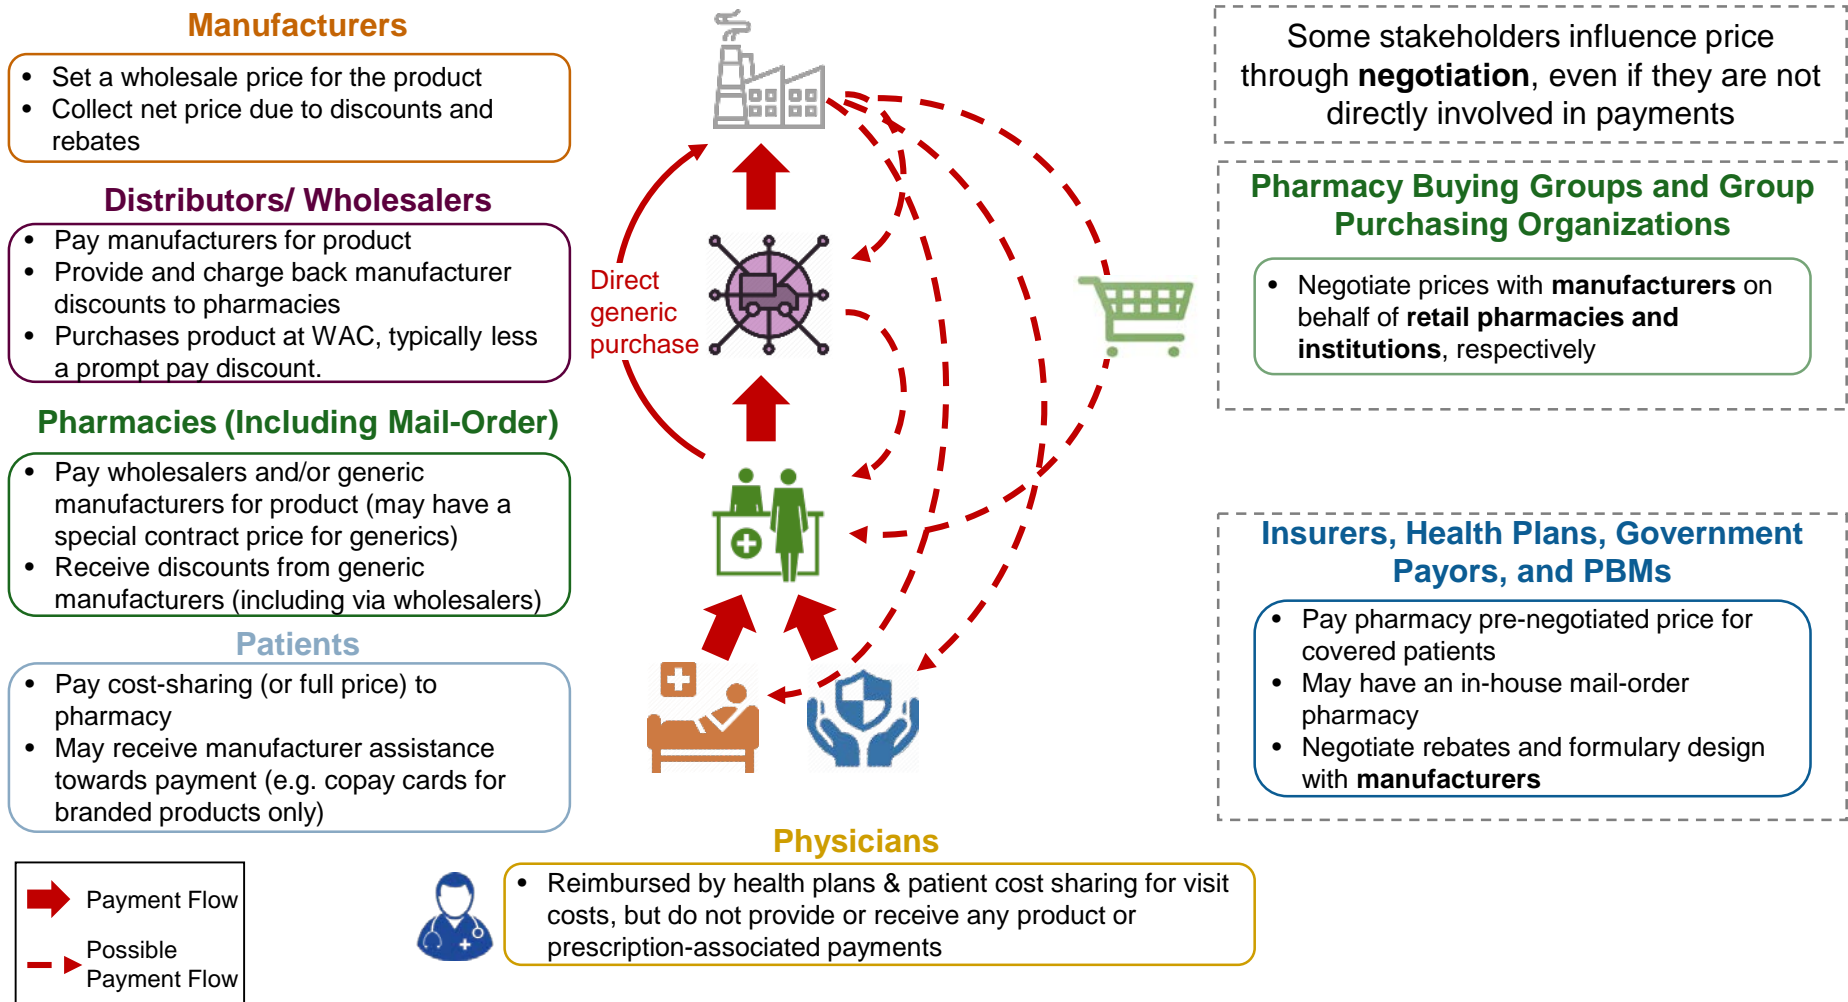 Manufacturers
• Set a wholesale price for the product
• Collect net price due to discounts and
rebates
Distributors/ Wholesalers
• Pay manufacturers for product
• Provide and charge back manufacturer
discounts to pharmacies
• Purchases product at WAC, typically less
a prompt pay discount.
Pharmacies (Including Mail-Order)
• Pay wholesalers and/or generic
manufacturers for product (may have a
special contract price for generics)
• Receive discounts from generic
manufacturers (including via wholesalers)
Patients
• Pay cost-sharing (or full price) to
pharmacy
• May receive manufacturer assistance
towards payment (e.g. copay cards for
branded products only)
Direct
generic
purchase
Some stakeholders influence price
through negotiation, even if they are not
directly involved in payments
Pharmacy Buying Groups and Group
Purchasing Organizations
• Negotiate prices with manufacturers on
behalf of retail pharmacies and
institutions, respectively
Insurers, Health Plans, Government
Payors, and PBMs
• Pay pharmacy pre-negotiated price for
covered patients
• May have an in-house mail-order
pharmacy
• Negotiate rebates and formulary design
with manufacturers
Physicians
• Reimbursed by health plans & patient cost sharing for visit
costs, but do not provide or receive any product or
prescription-associated payments
Payment Flow
Possible
Payment Flow